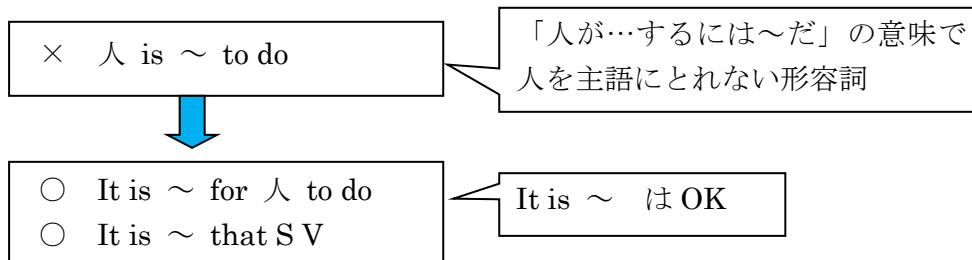 × 人 is ～ to do
「人が…するには～だ」の意味で
人を主語にとれない形容詞
○ It is ～ for 人 to do
○ It is ～ that S V
It is ～ は OK